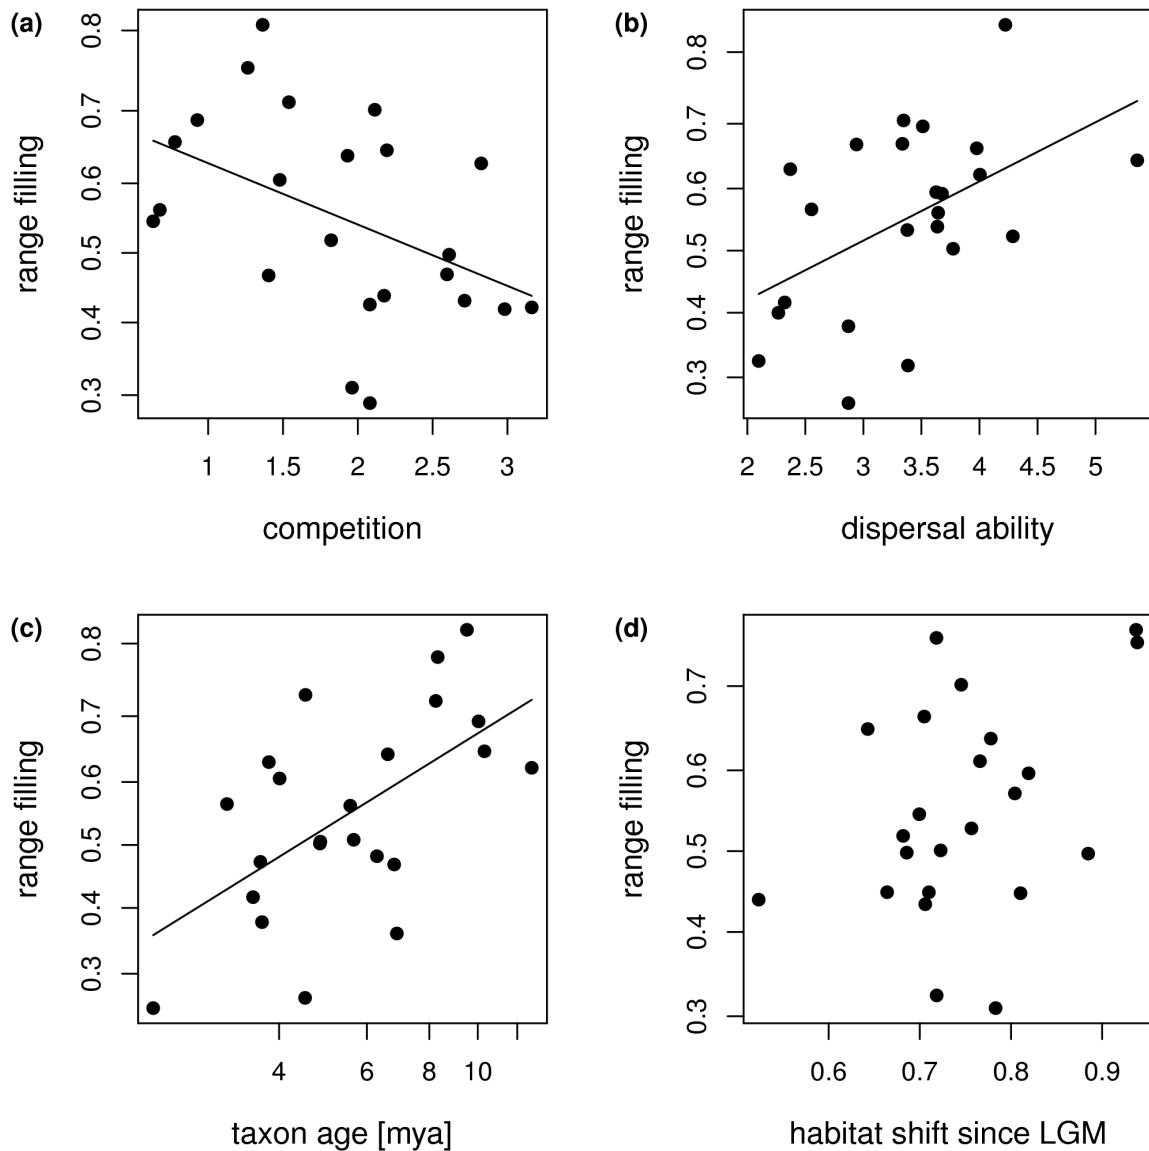 (a)
range filling
0.3 0.4 0.5 0.6 0.7 0.8
1 1.5 2 2.5 3
competition
(b)
range filling
0.3 0.4 0.5 0.6 0.7 0.8
2 2.5 3 3.5 4 4.5 5
dispersal ability
(c)
range filling
0.3 0.4 0.5 0.6 0.7 0.8
4 6 8 10
taxon age [mya]
(d)
range filling
0.3 0.4 0.5 0.6 0.7
0.6 0.7 0.8 0.9
habitat shift since LGM